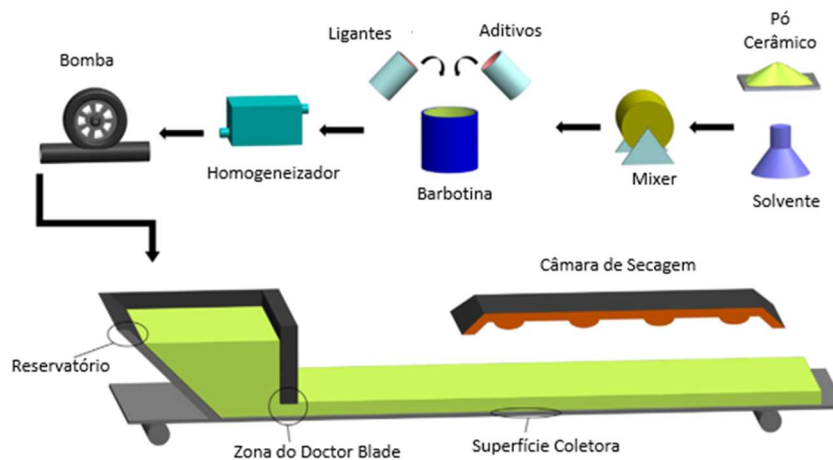 Pó
Cerâmico
Ligantes
Aditivos
Bomba
Homogeneizador
Barbotina
Mixer
Solvente
Câmara de Secagem
Reservatório
Zona do Doctor Blade
Superfície Coletora